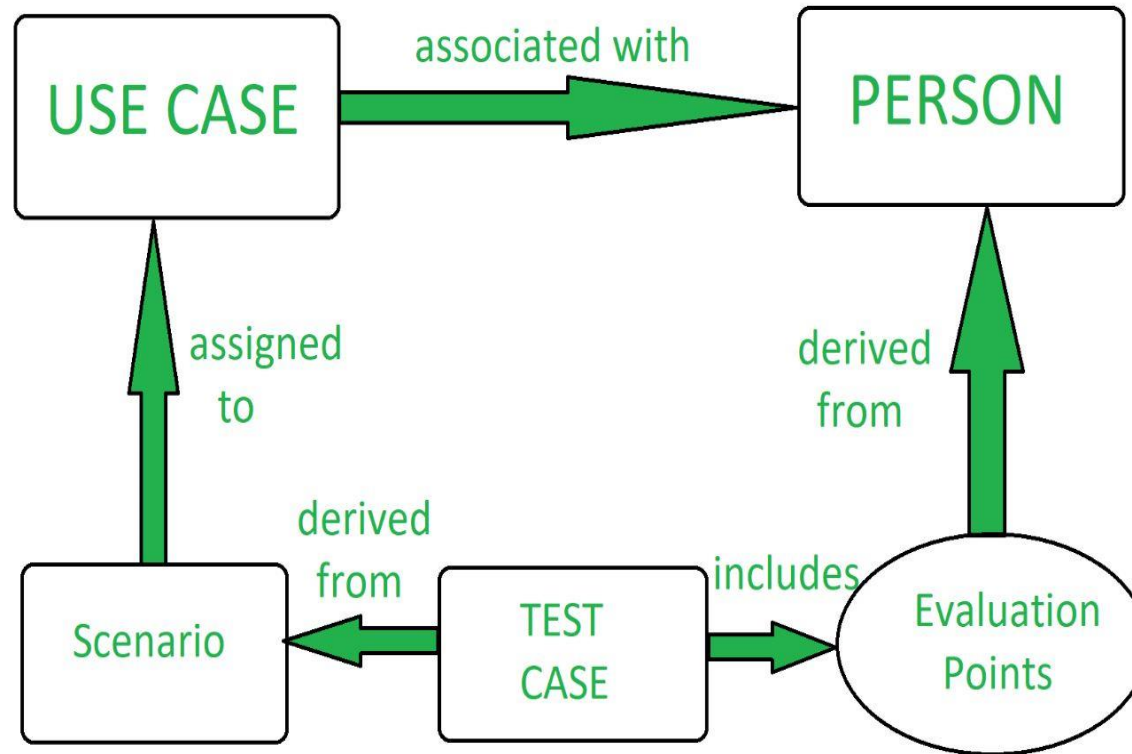 associated with
USE CASE
PERSON
assigned
to
derived
from
derived
from
includes
Scenario
TEST
CASE
Evaluation
Points